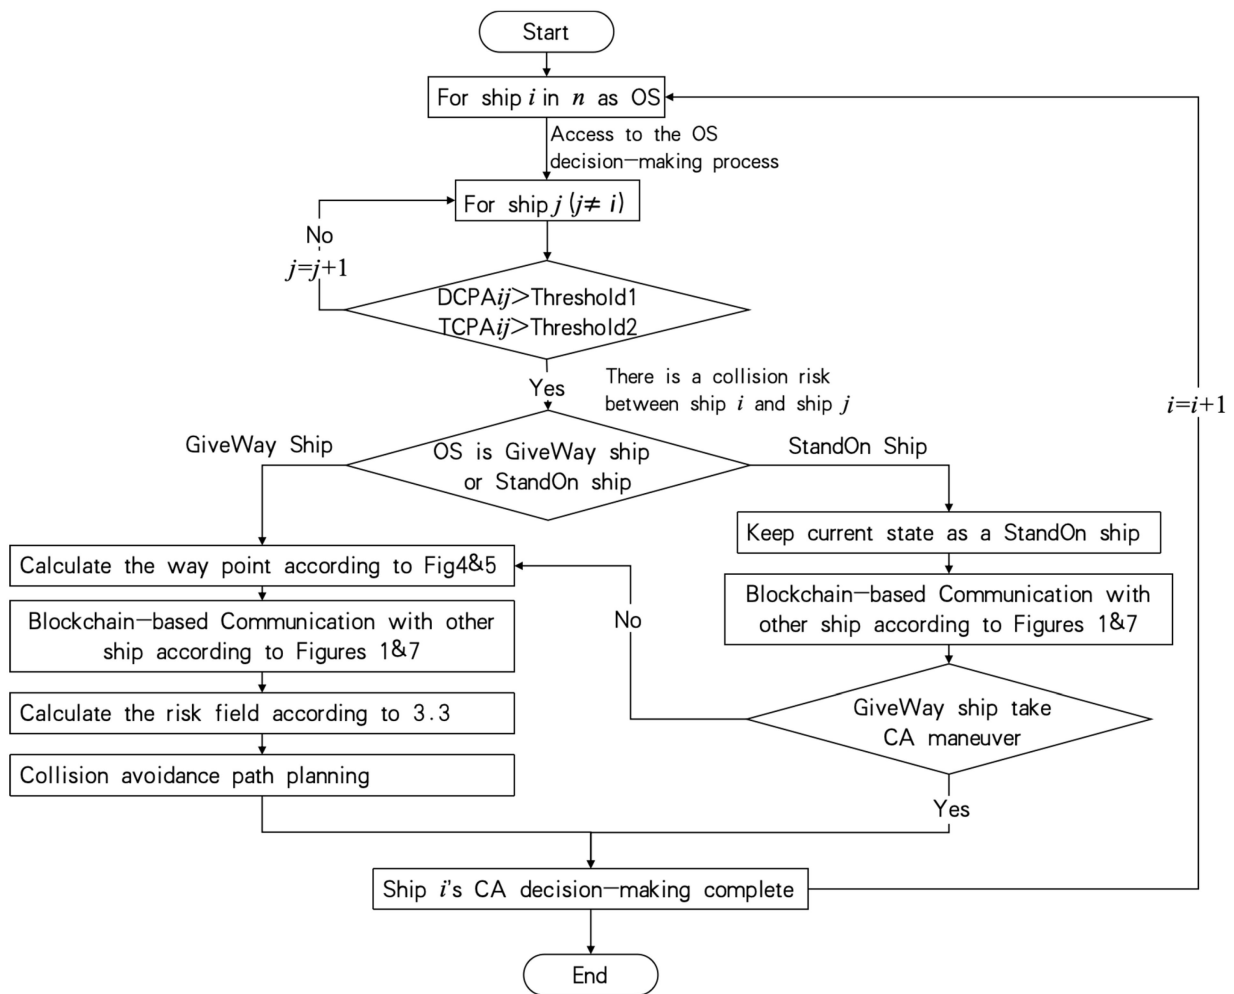 Start
For ship i in n as OS
Access to the OS
decision—making process
For ship j (j≠ i)
No
j=j+1
DCPAij>Threshold1
TCPAij>Threshold2
Yes
There is a collision risk
between ship i and ship j
i=i+1
GiveWay Ship
OS is GiveWay ship
or StandOn ship
StandOn Ship
Keep current state as a StandOn ship
Calculate the way point according to Fig4&5
Blockchain—based Communication with
other ship according to Figures 1&7
Blockchain—based Communication with other
ship according to Figures 1&7
No
Calculate the risk field according to 3.3
GiveWay ship take
CA maneuver
Collision avoidance path planning
Yes
Ship i's CA decision—making complete
End